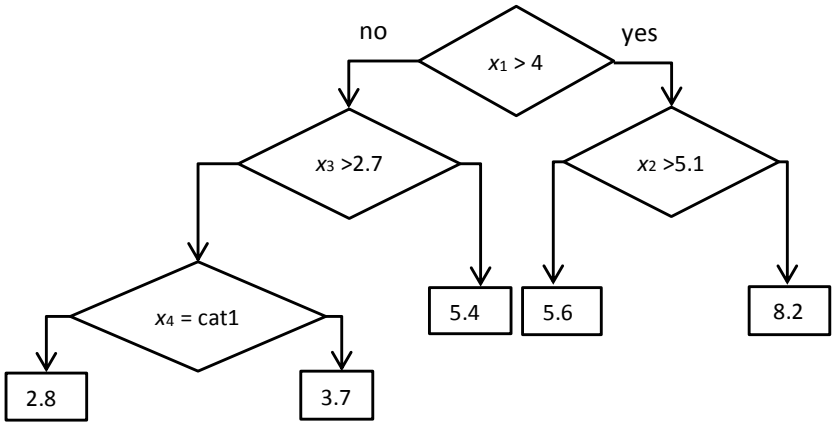 no
yes
x1 > 4
x3 >2.7
x2 >5.1
5.4
5.6
8.2
x4 = cat1
2.8
3.7